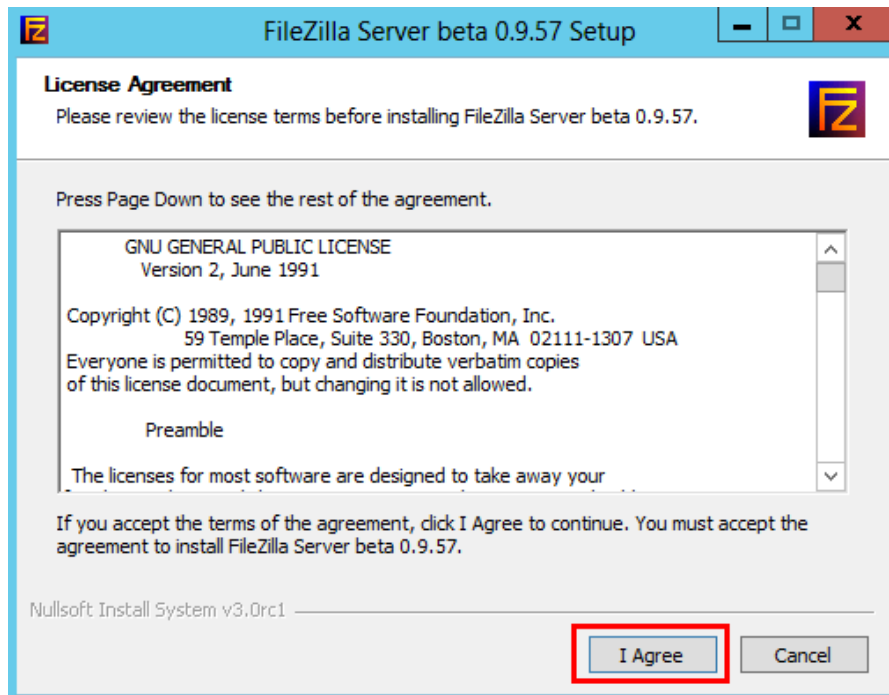 FileZilla Server beta 0.9.57 Setup
License Agreement
Please review the license terms before installing FileZilla Server beta 0.9.57.
Press Page Down to see the rest of the agreement.
GNU GENERAL PUBLIC LICENSE
Version 2, June 1991
Copyright (C) 1989, 1991 Free Software Foundation, Inc.
59 Temple Place, Suite 330, Boston, MA 02111-1307 USA
Everyone is permitted to copy and distribute verbatim copies
of this license document, but changing it is not allowed.
Preamble
The licenses for most software are designed to take away your
If you accept the terms of the agreement, click I Agree to continue. You must accept the
agreement to install FileZilla Server beta 0.9.57.
Nullsoft Install System v3.0rc1
I Agree
Cancel